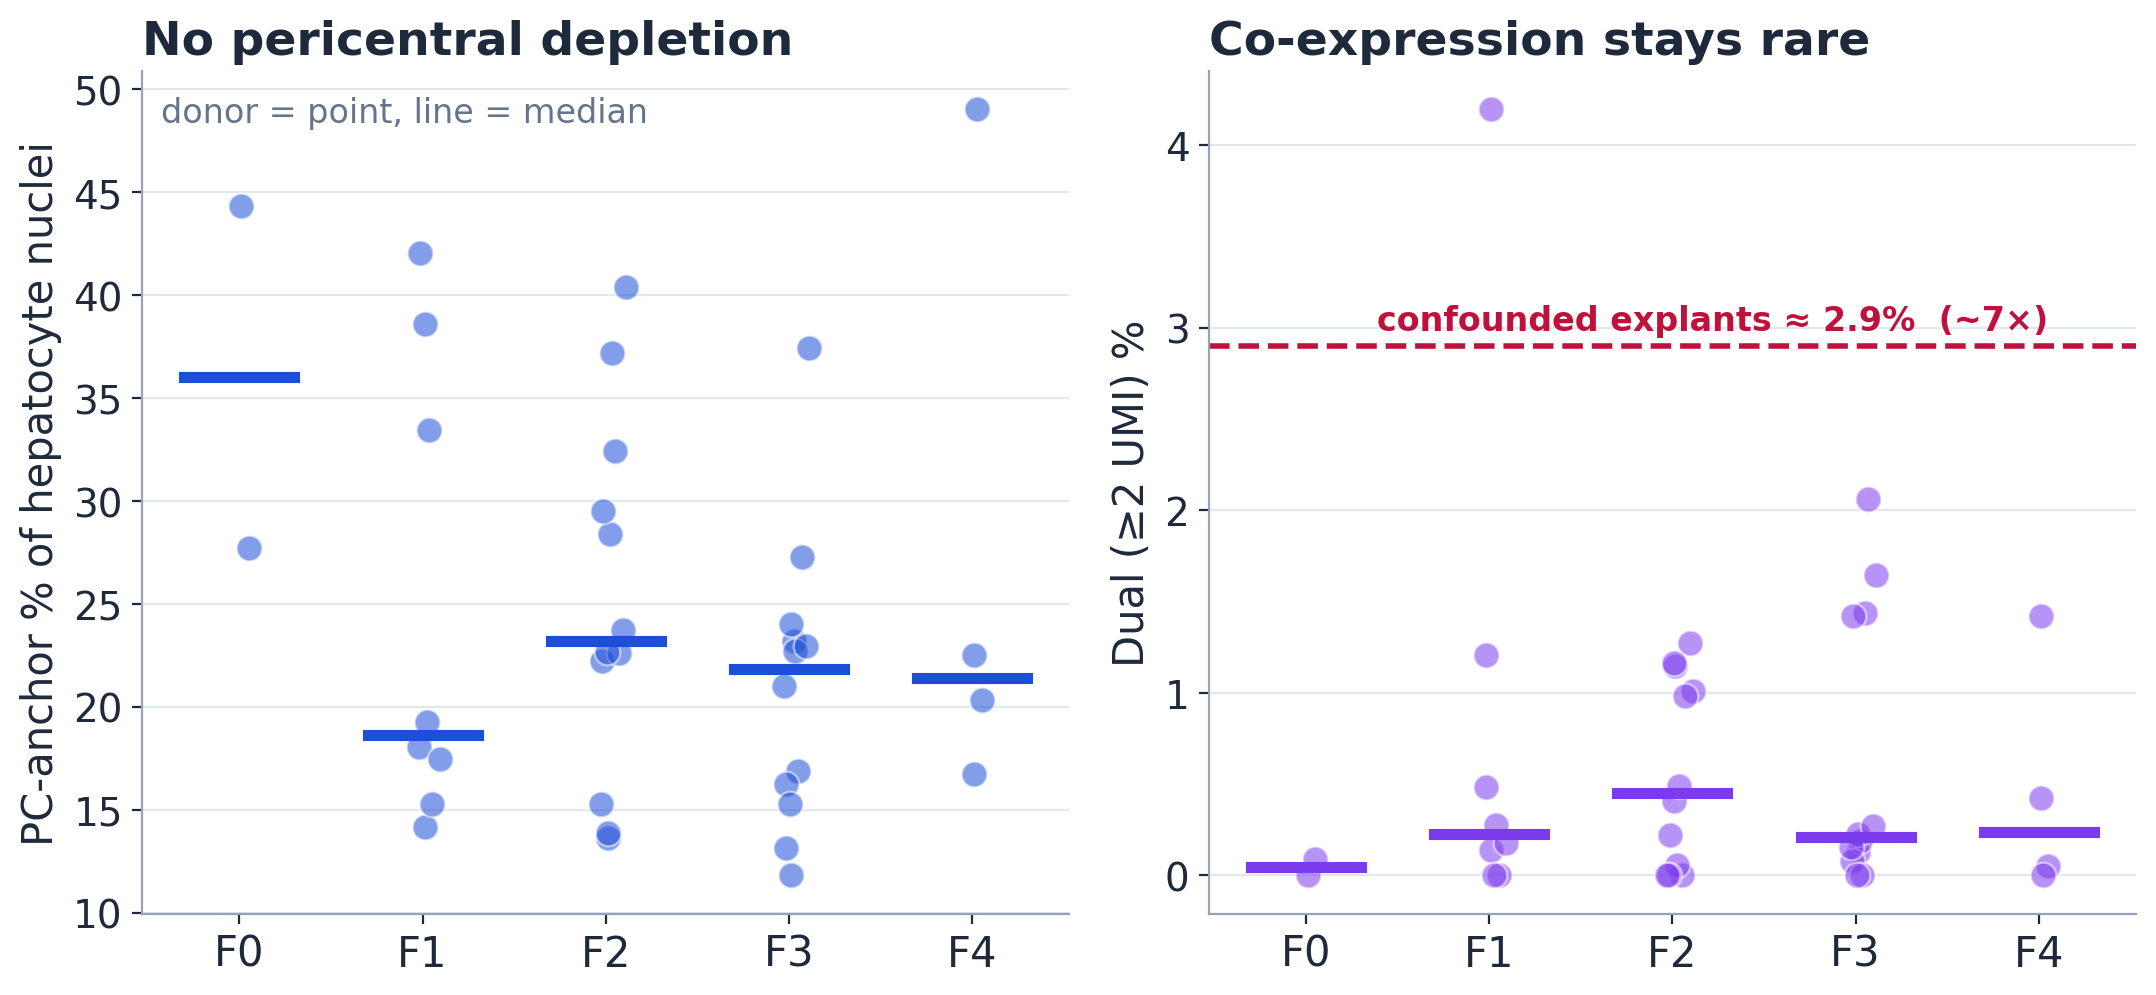 No pericentral depletion
donor = point, line = median
PC-anchor % of hepatocyte nuclei
50
45
40
35
30
25
20
15
10
F0 F1 F2 F3 F4
Co-expression stays rare
confounded explants ≈ 2.9% (~7×)
Dual (≥2 UMI) %
4
3
2
1
0
F0 F1 F2 F3 F4